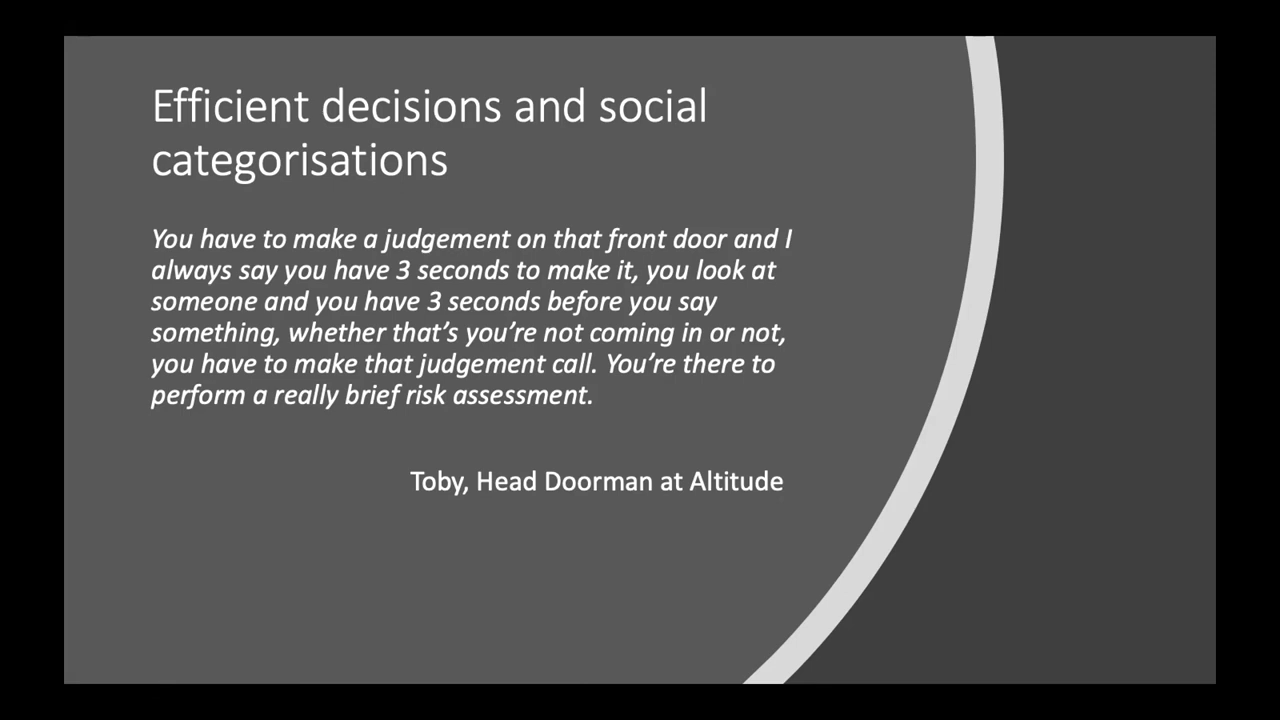 Efficient decisions and social
categorisations
You have to make a judgement on that front door and I
always say you have 3 seconds to make it, you look at
someone and you have 3 seconds before you say
something, whether that’s you’re not coming in or not,
you have to make that judgement call. You’re there to
perform a really brief risk assessment.
Toby, Head Doorman at Altitude